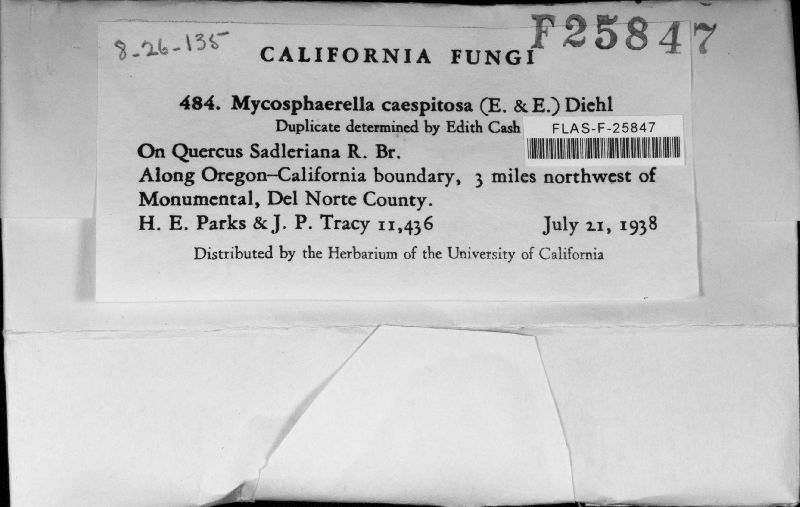 8-26-135
F25847
CALIFORNIA FUNGI
484. Mycosphaerella caespitosa (E. & E.) Diehl
Duplicate determined by Edith Cash
FLAS-F-25847
On Quercus Sadleriana R. Br.
Along Oregon–California boundary, 3 miles northwest of
Monumental, Del Norte County.
H. E. Parks & J. P. Tracy 11,436 July 21, 1938
Distributed by the Herbarium of the University of California